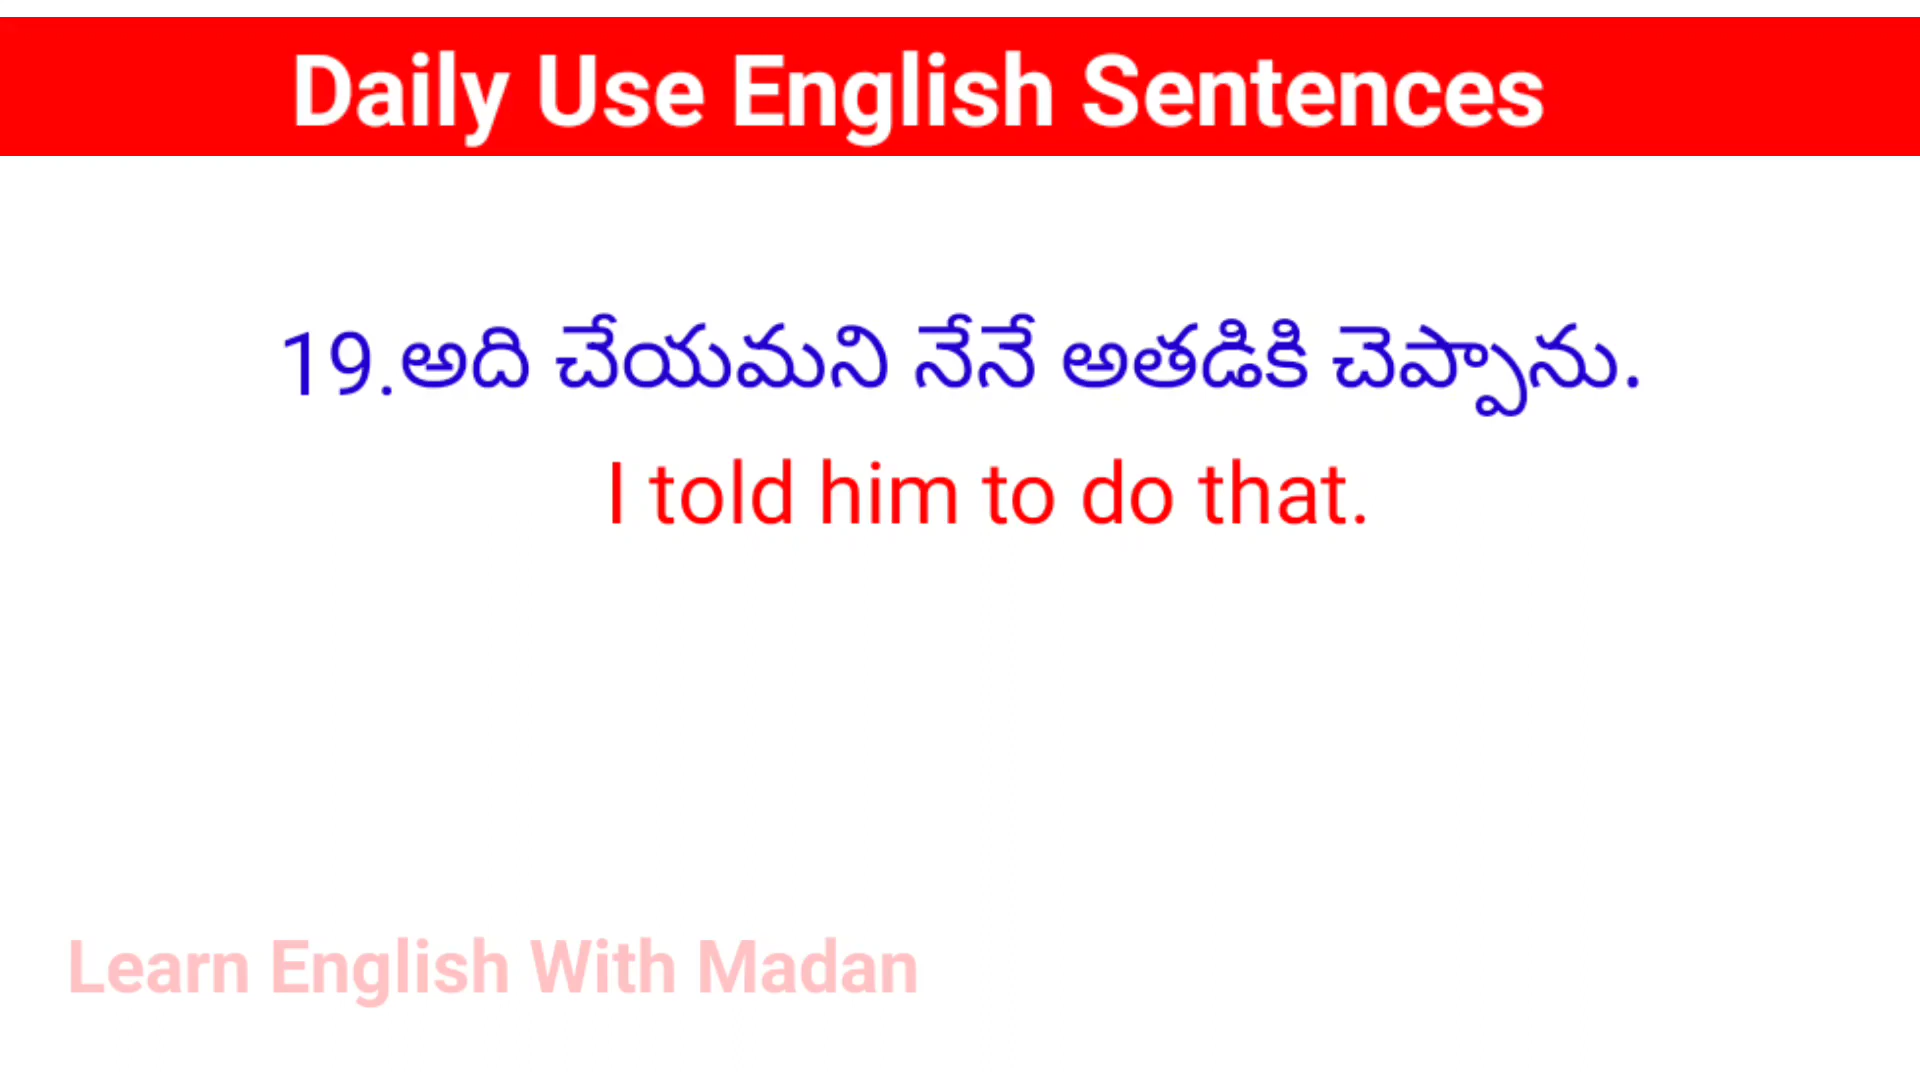 Daily Use English Sentences
19.అది చేయమని నేనే అతడికి చెప్పాను.
I told him to do that.
Learn English With Madan